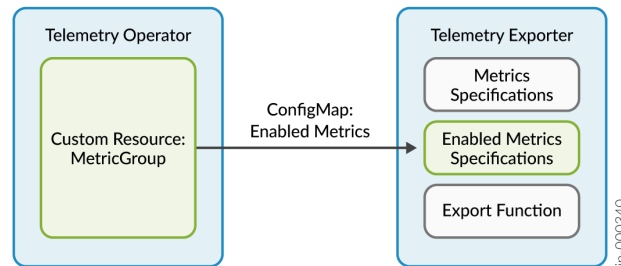 Telemetry Operator
Custom Resource:
MetricGroup
ConfigMap:
Enabled Metrics
Telemetry Exporter
Metrics
Specifications
Enabled Metrics
Specifications
Export Function